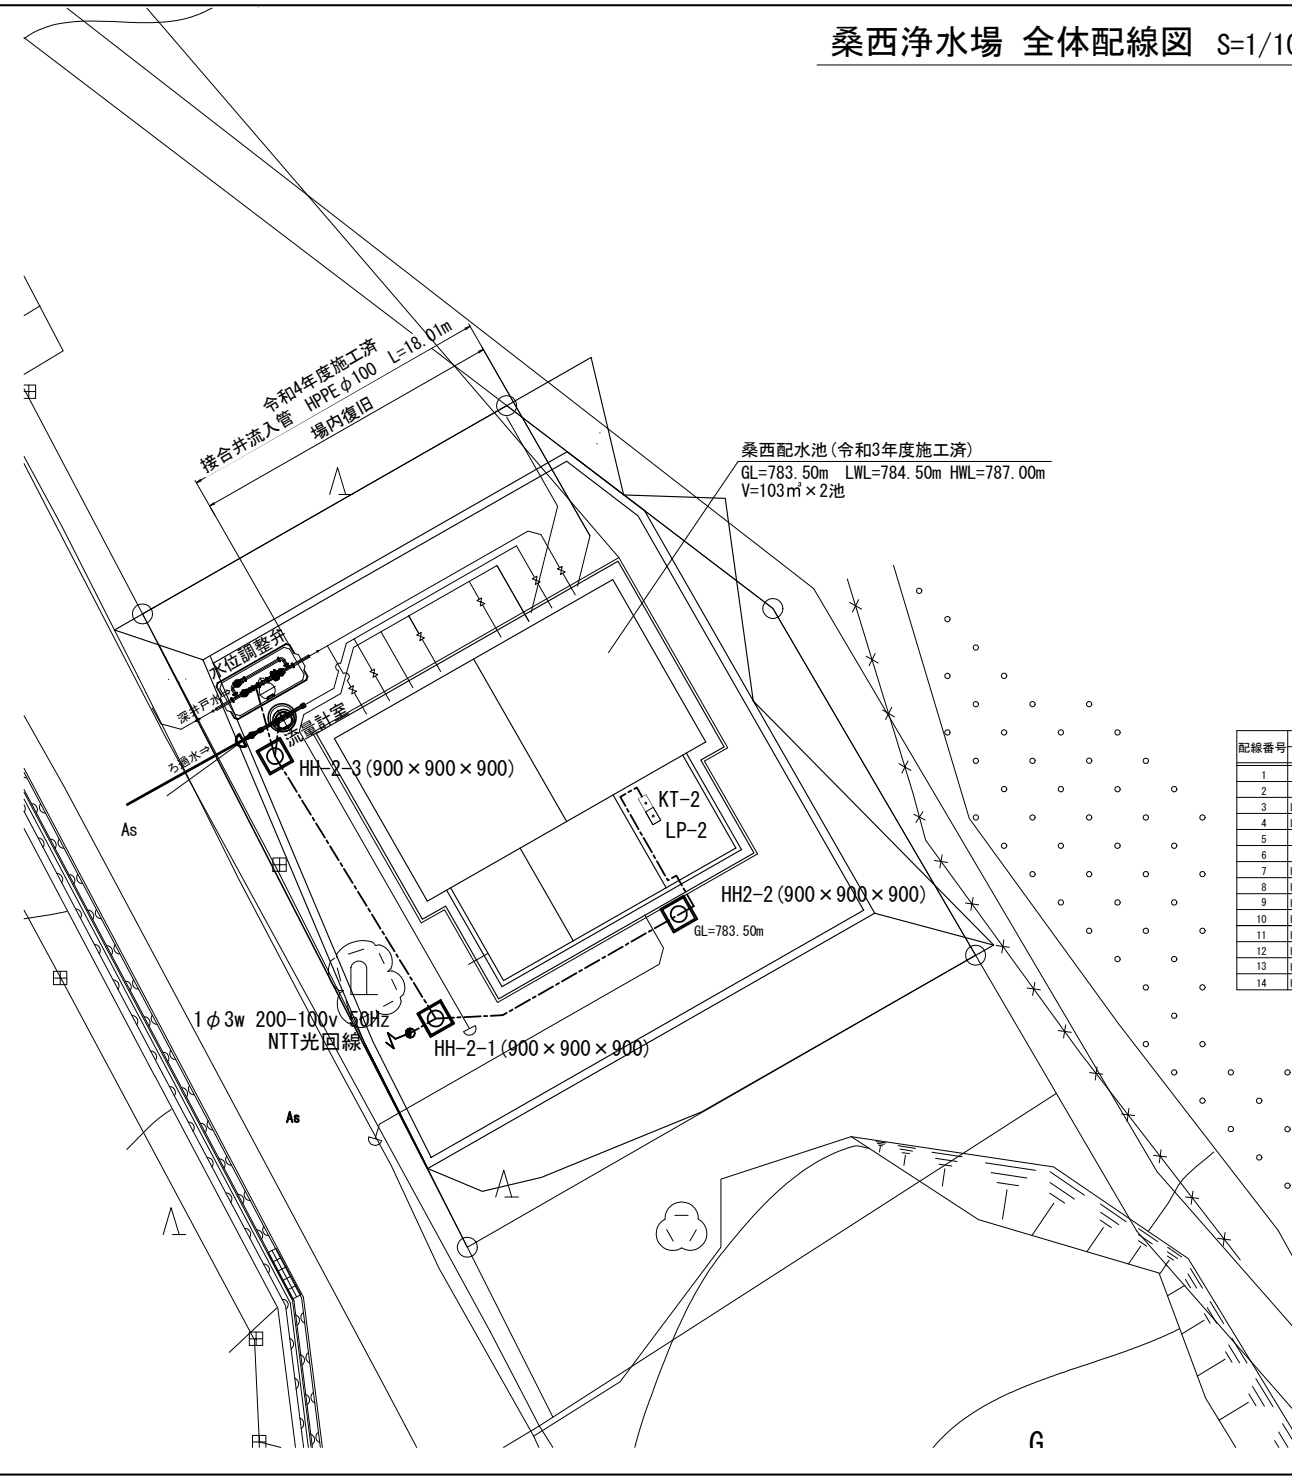 桑西浄水場 全体配線図 S=1/10
令和4年度施工済
接合井流入管 HPPEφ100 L=18.01m
場内復旧
桑西配水池(令和3年度施工済)
GL=783.50m LWL=784.50m HWL=787.00m
V=103㎥×2池
水位調整弁
深井戸水⇒
流量計室
ろ過水⇒
HH-2-3(900×900×900)
KT-2
LP-2
As
HH2-2(900×900×900)
GL=783.50m
1φ3w 200-100v 50Hz
NTT光回線
HH-2-1(900×900×900)
As
G
配線番号
1
2
3
4
5
6
7
8
9
10
11
12
13
14